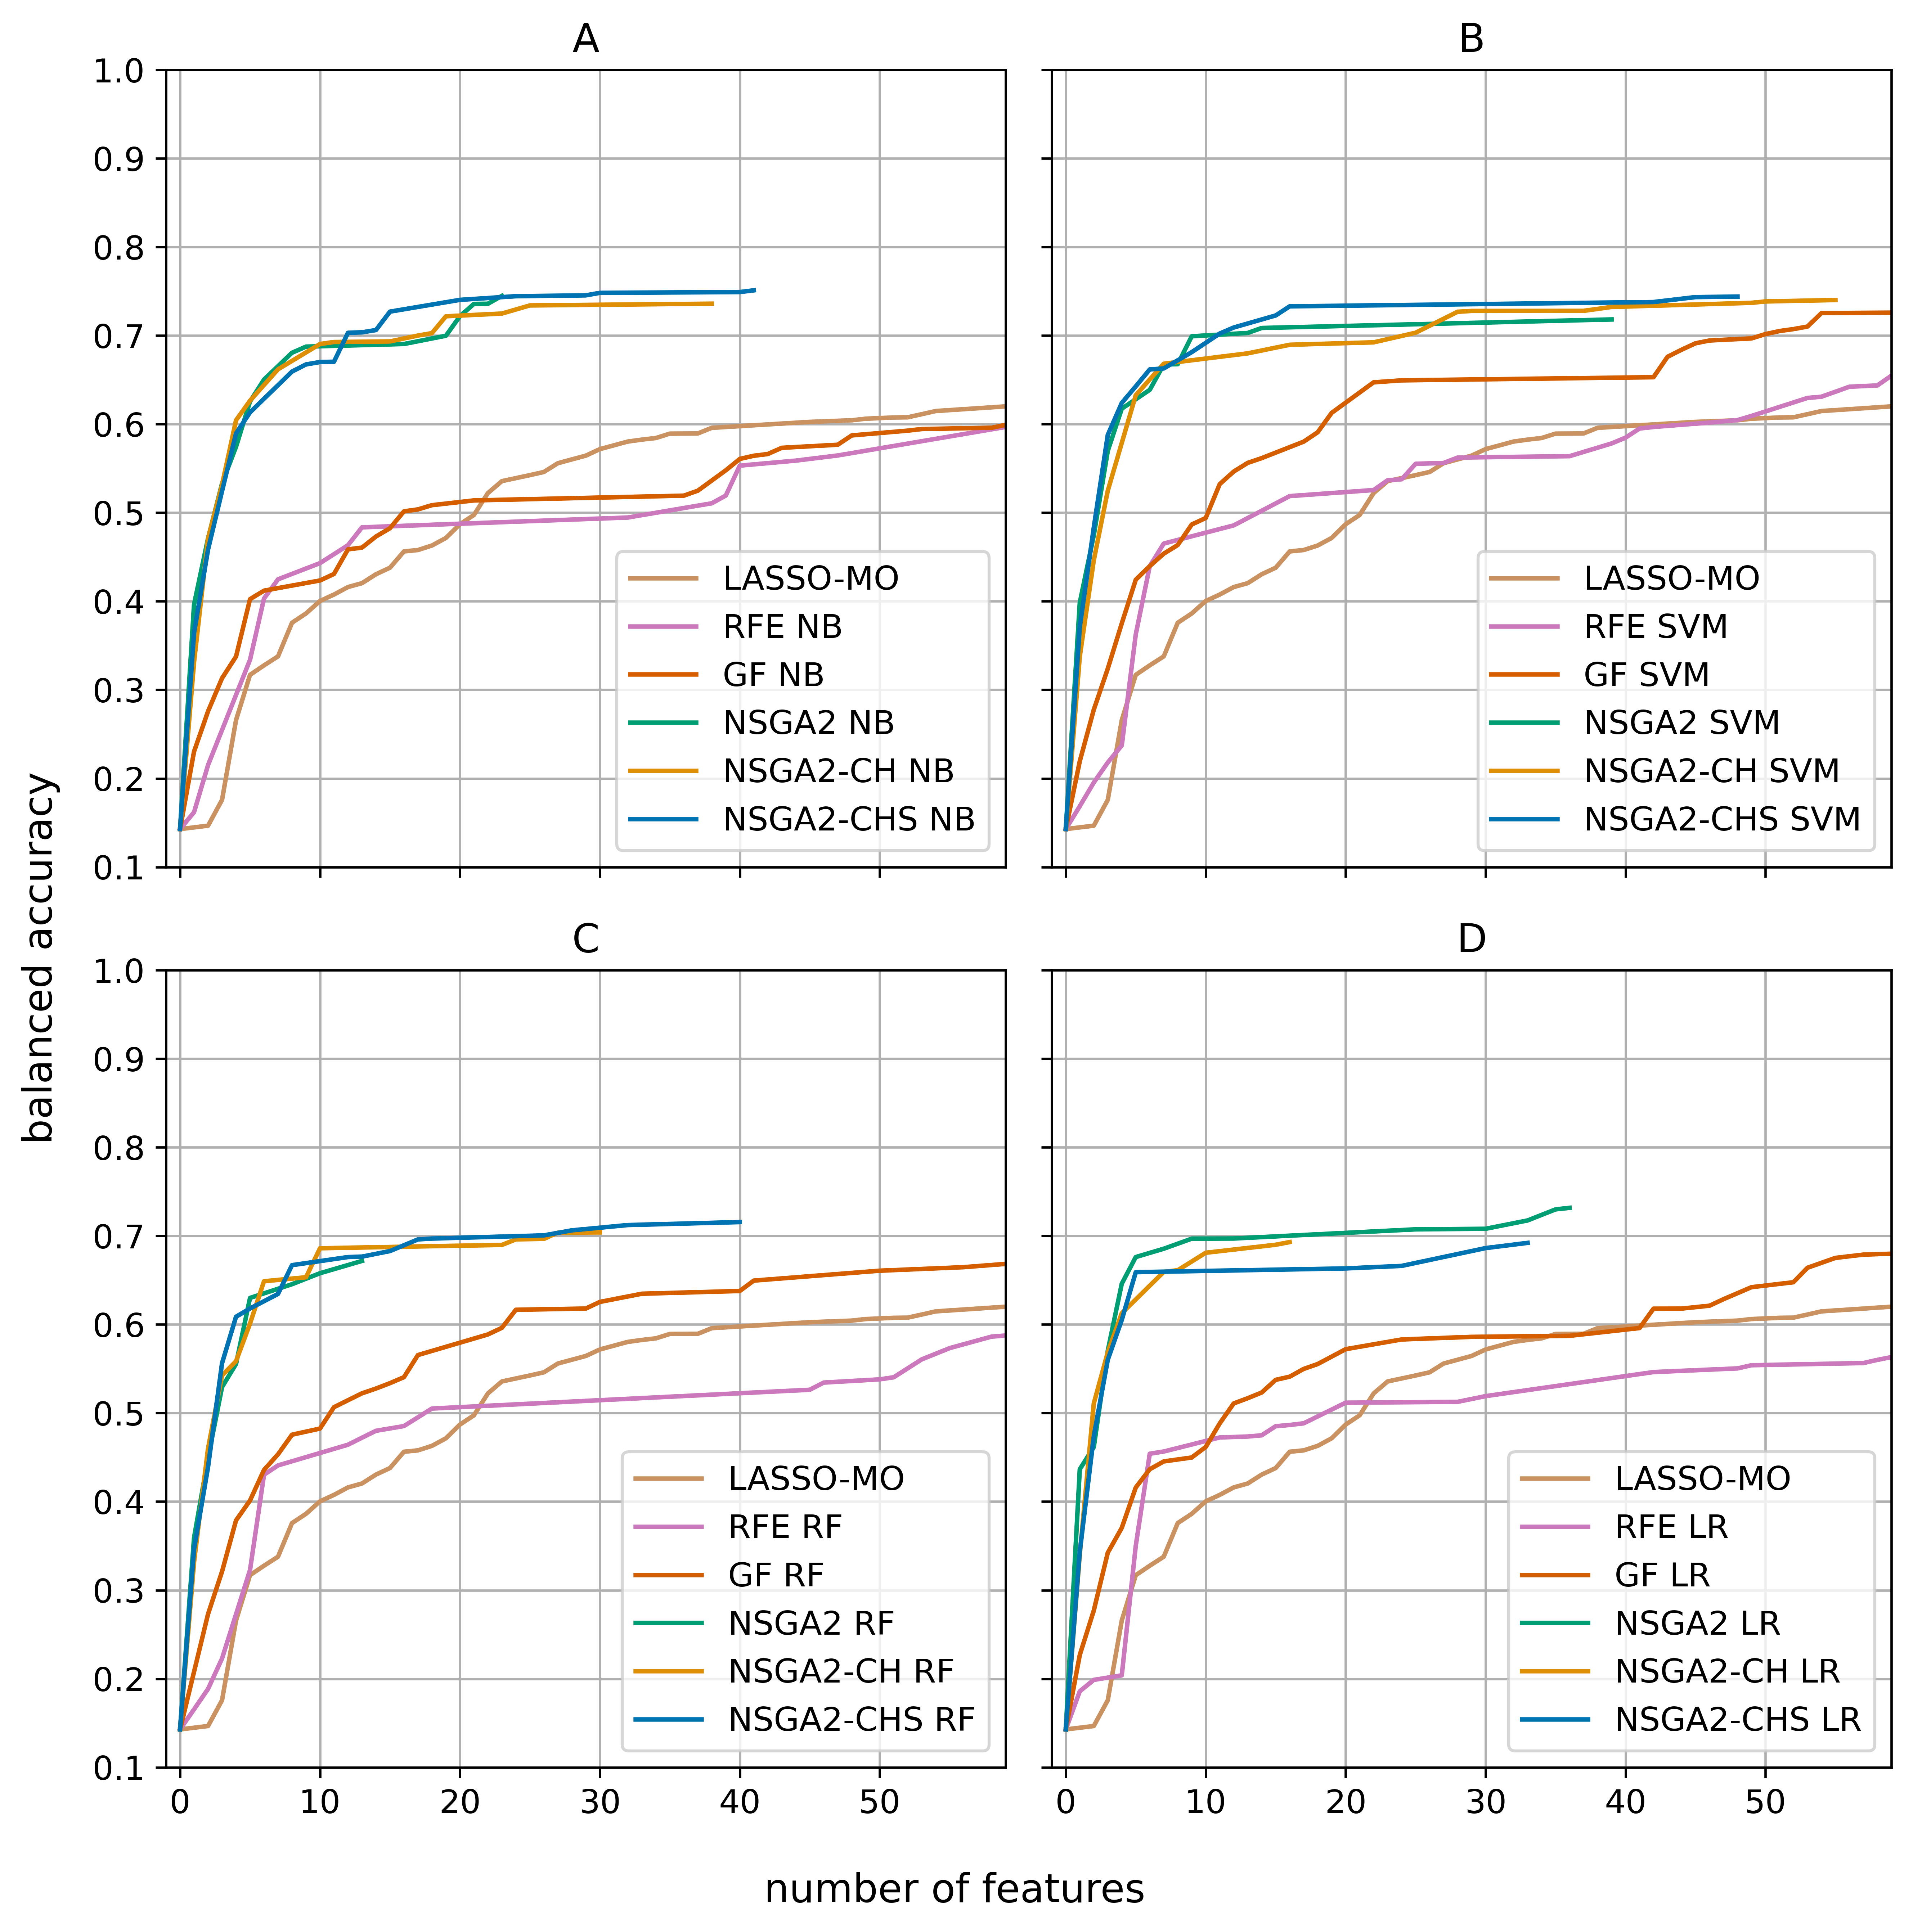 A
1.0
0.9
0.8
0.7
0.6
0.5
0.4
0.3
0.2
0.1
LASSO-MO
RFE NB
GF NB
NSGA2 NB
NSGA2-CH NB
NSGA2-CHS NB
B
LASSO-MO
RFE SVM
GF SVM
NSGA2 SVM
NSGA2-CH SVM
NSGA2-CHS SVM
balanced accuracy
C
1.0
0.9
0.8
0.7
0.6
0.5
0.4
0.3
0.2
0.1
LASSO-MO
RFE RF
GF RF
NSGA2 RF
NSGA2-CH RF
NSGA2-CHS RF
0 10 20 30 40 50
D
LASSO-MO
RFE LR
GF LR
NSGA2 LR
NSGA2-CH LR
NSGA2-CHS LR
0 10 20 30 40 50
number of features